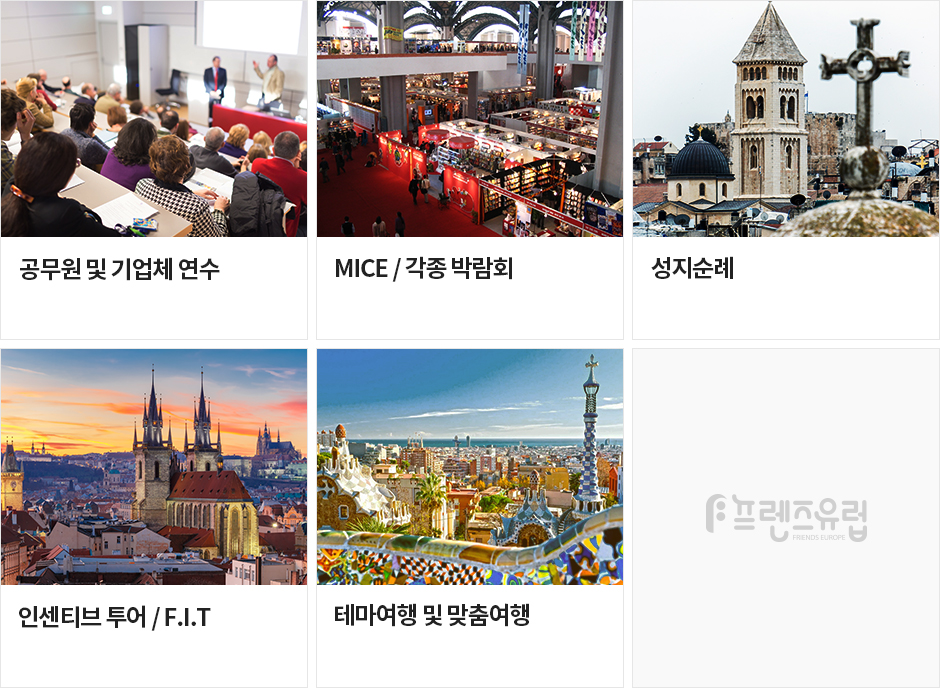 공무원 및 기업체 연수
MICE / 각종 박람회
성지순례
인센티브 투어 / F.I.T
테마여행 및 맞춤여행
프렌즈유럽
FRIENDS EUROPE